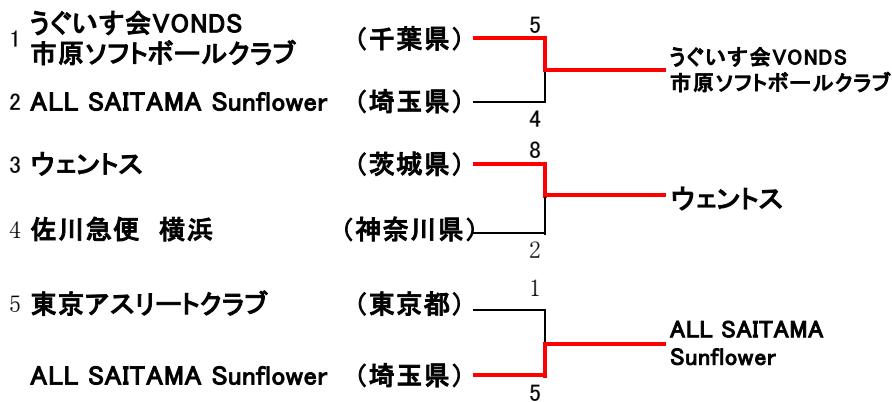 1 うぐいす会VONDS
市原ソフトボールクラブ （千葉県） 5
うぐいす会VONDS
市原ソフトボールクラブ
2 ALL SAITAMA Sunflower （埼玉県） 4
3 ウェントス （茨城県） 8
ウェントス
4 佐川急便　横浜 （神奈川県） 2
5 東京アスリートクラブ （東京都） 1
ALL SAITAMA
Sunflower
ALL SAITAMA Sunflower （埼玉県） 5